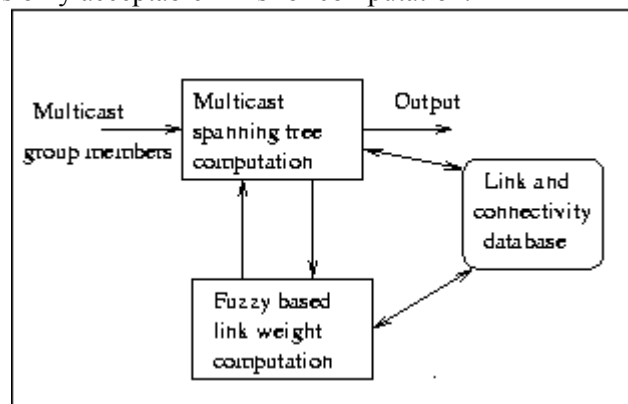 Multicast
group members
Multicast
spanning tree
computation
Output
Link and
connectivity
database
Fuzzy based
link weight
computation